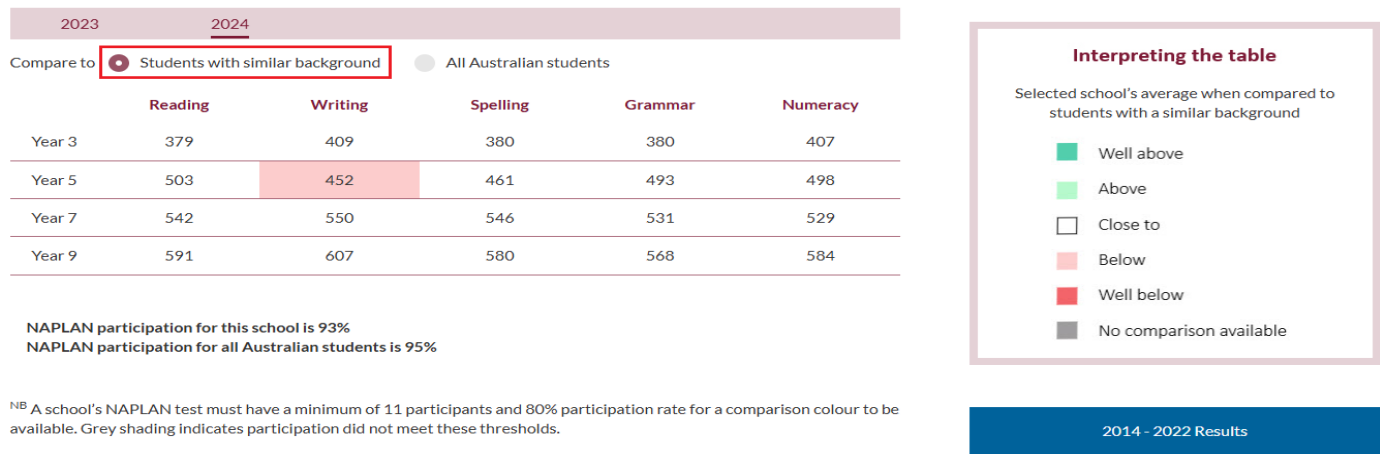 2023 2024
Compare to Students with similar background All Australian students
Reading Writing Spelling Grammar Numeracy
Year 3 379 409 380 380 407
Year 5 503 452 461 493 498
Year 7 542 550 546 531 529
Year 9 591 607 580 568 584
NAPLAN participation for this school is 93%
NAPLAN participation for all Australian students is 95%
NB A school's NAPLAN test must have a minimum of 11 participants and 80% participation rate for a comparison colour to be
available. Grey shading indicates participation did not meet these thresholds.
Interpreting the table
Selected school's average when compared to
students with a similar background
Well above
Above
Close to
Below
Well below
No comparison available
2014 - 2022 Results